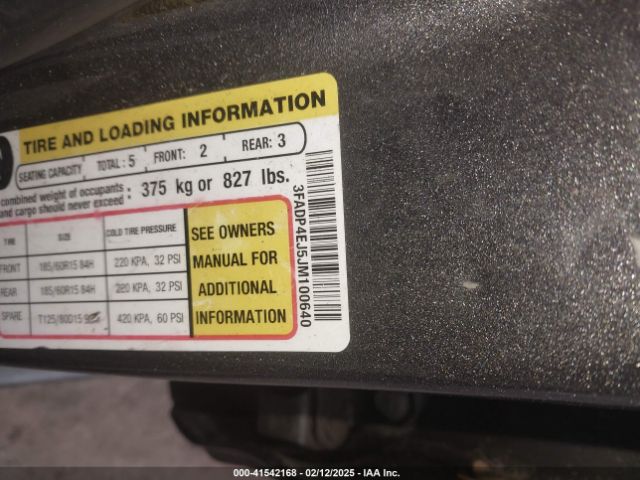 TIRE AND LOADING INFORMATION
SEATING CAPACITY TOTAL: 5 FRONT: 2 REAR: 3
combined weight of occupants and cargo should never exceed : 375 kg or 827 lbs.
TIRE SIZE COLD TIRE PRESSURE
FRONT 185/60R15 84H 220 KPA, 32 PSI
REAR 185/60R15 84H 220 KPA, 32 PSI
SPARE T125/80D15 420 KPA, 60 PSI
SEE OWNERS
MANUAL FOR
ADDITIONAL
INFORMATION
3FADP4EJ5JM100640
000-41542168 - 02/12/2025 - IAA Inc.